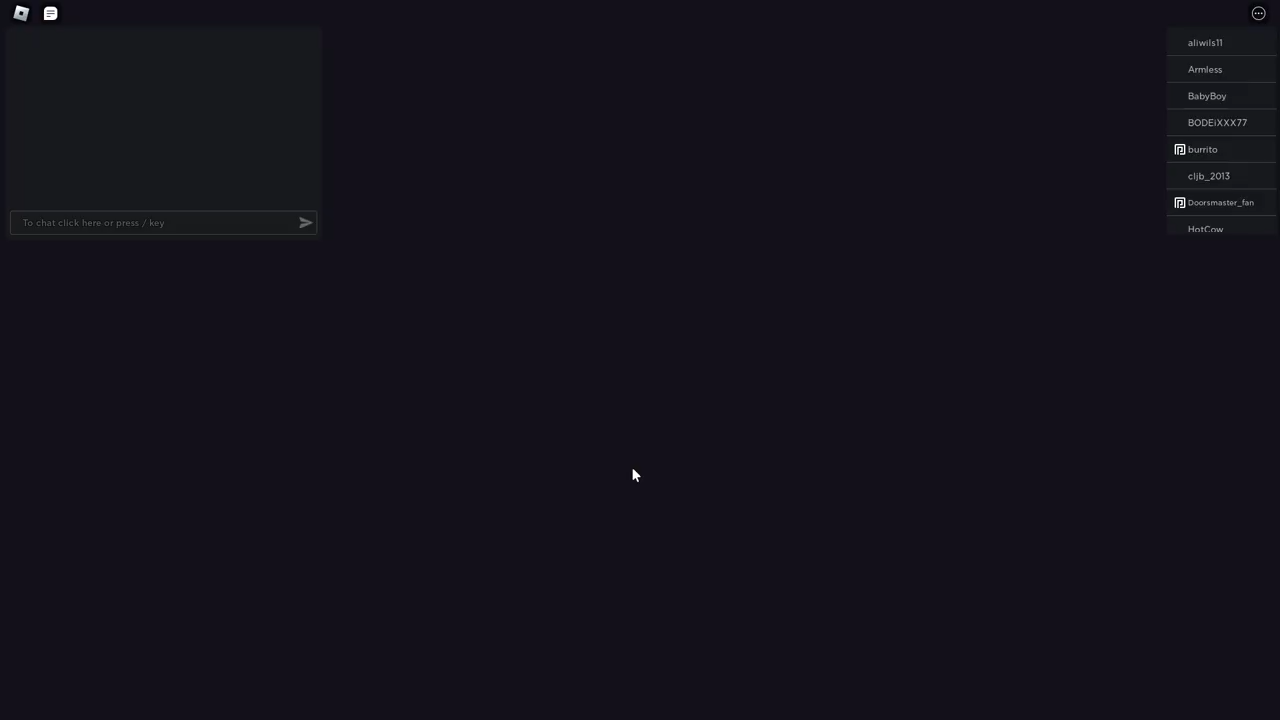 To chat click here or press / key
aliwils11
Armless
BabyBoy
BODEiXXX77
burrito
cljb_2013
Doorsmaster_fan
HotCow